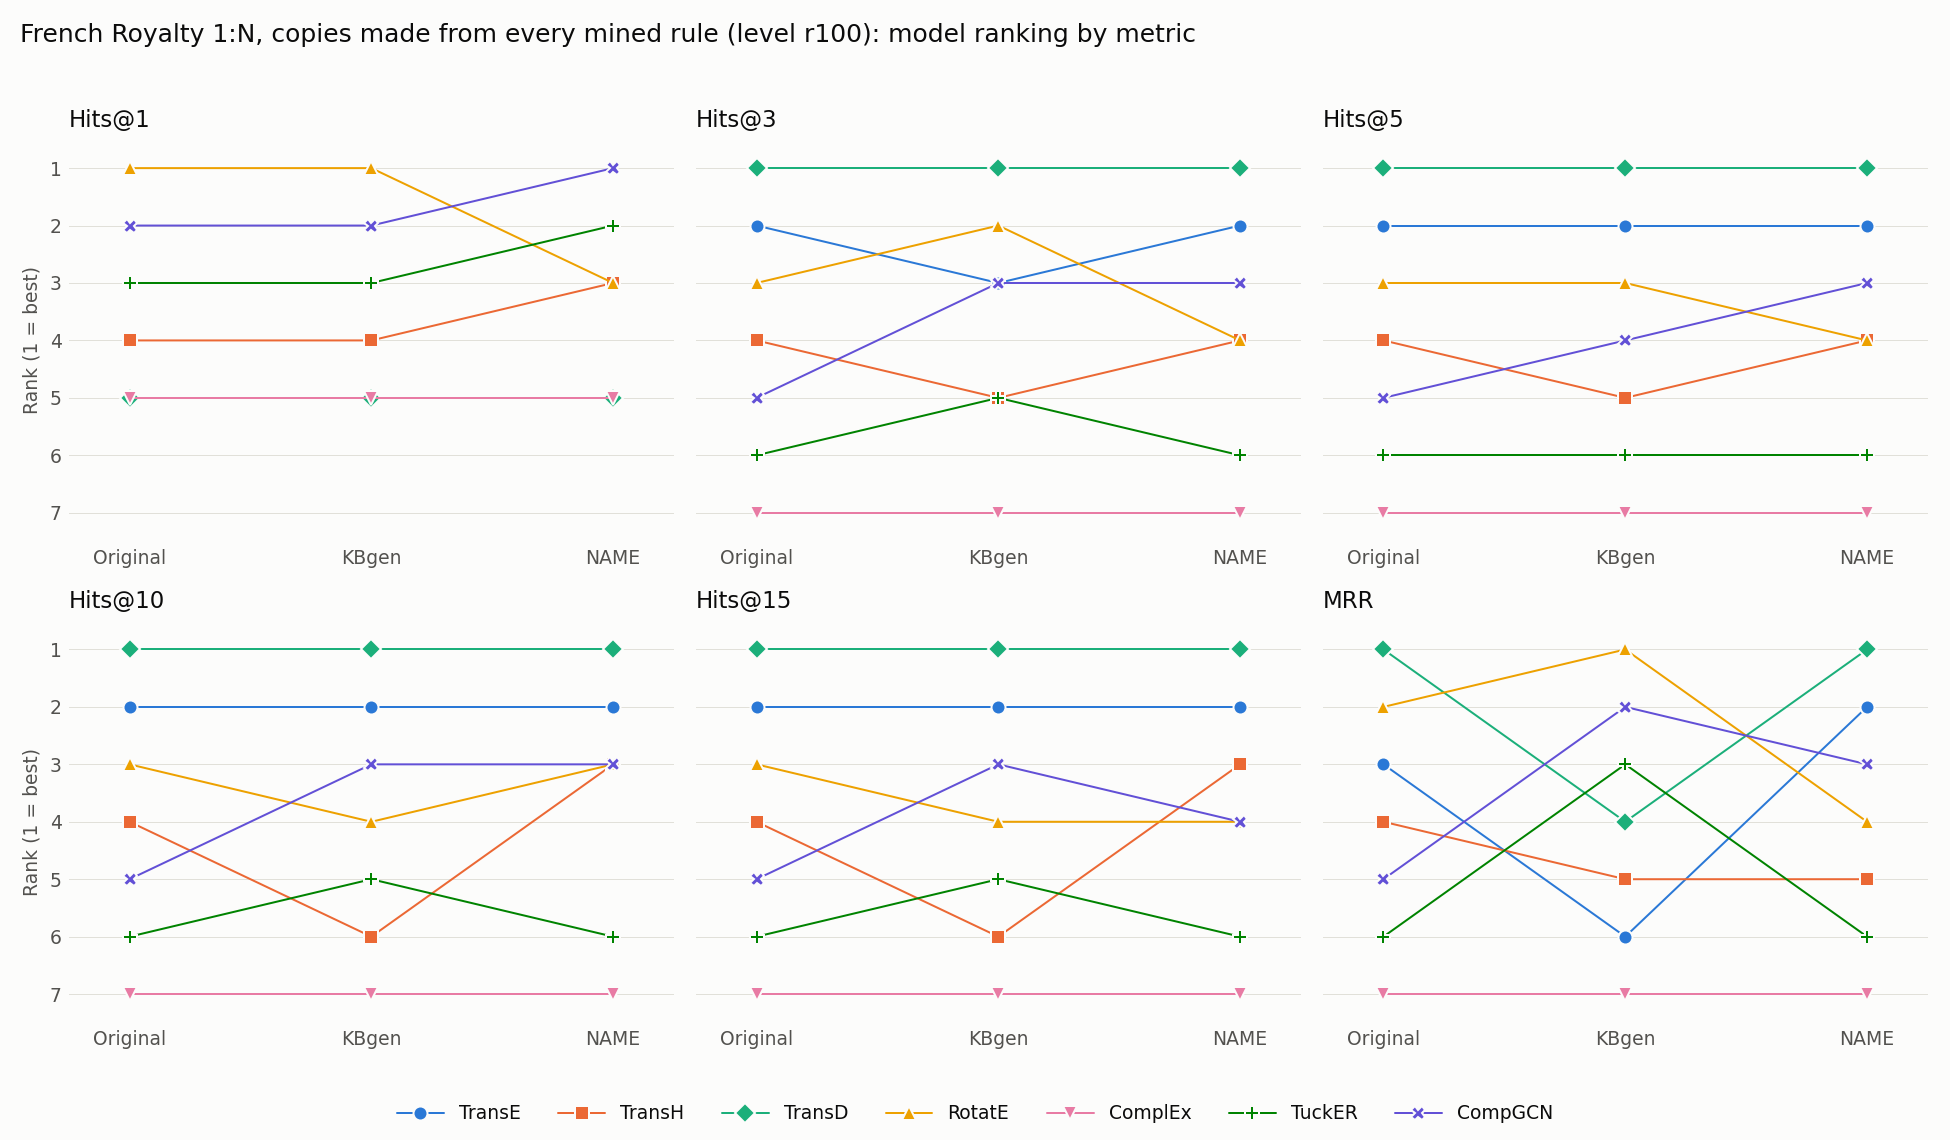 French Royalty 1:N, copies made from every mined rule (level r100): model ranking by metric
Hits@1
Hits@3
Hits@5
Rank (1 = best)
1
2
3
4
5
6
7
Original
KBgen
NAME
Original
KBgen
NAME
Original
KBgen
NAME
Hits@10
Hits@15
MRR
Rank (1 = best)
1
2
3
4
5
6
7
Original
KBgen
NAME
Original
KBgen
NAME
Original
KBgen
NAME
TransE
TransH
TransD
RotatE
ComplEx
TuckER
CompGCN